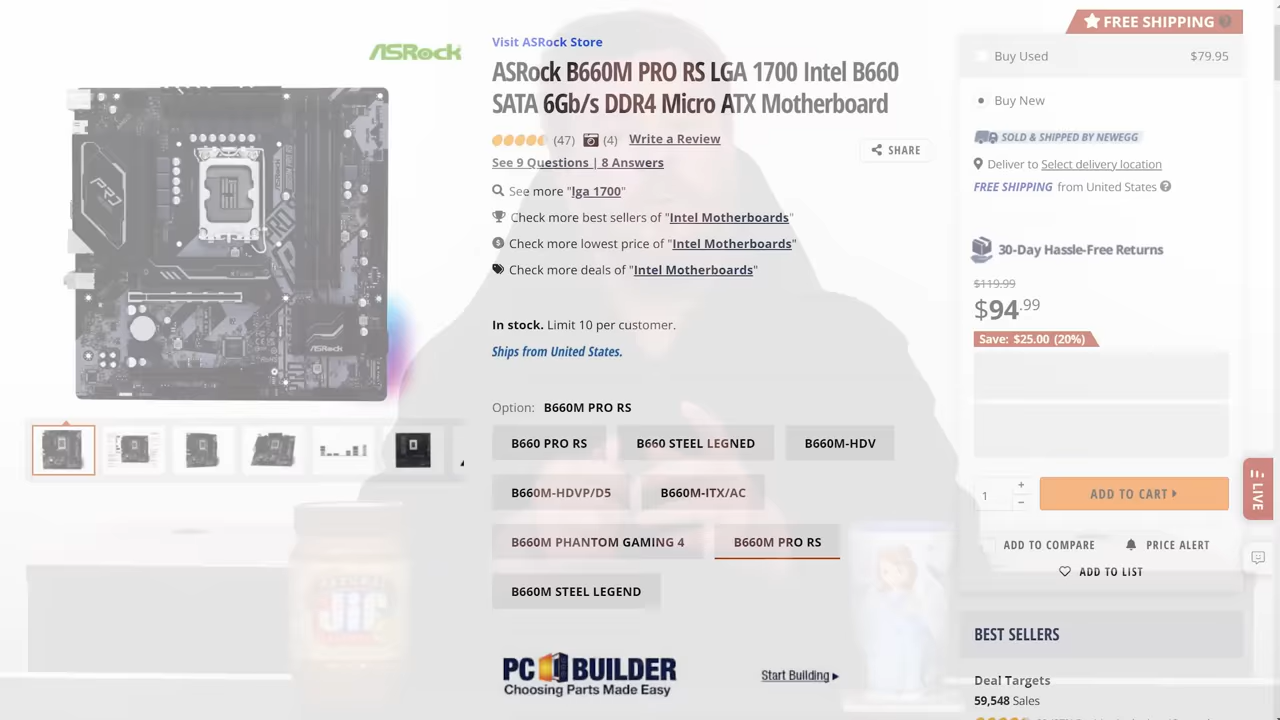 FREE SHIPPING
ASRock
Visit ASRock Store
ASRock B660M PRO RS LGA 1700 Intel B660
SATA 6Gb/s DDR4 Micro ATX Motherboard
(47) (4) Write a Review
SHARE
See 9 Questions | 8 Answers
See more "lga 1700"
Check more best sellers of "Intel Motherboards"
Check more lowest price of "Intel Motherboards"
Check more deals of "Intel Motherboards"
In stock. Limit 10 per customer.
Ships from United States.
Option: B660M PRO RS
B660 PRO RS
B660 STEEL LEGNED
B660M-HDV
B660M-HDVP/D5
B660M-ITX/AC
B660M PHANTOM GAMING 4
B660M PRO RS
B660M STEEL LEGEND
PC BUILDER
Choosing Parts Made Easy
Start Building
Buy Used $79.95
Buy New
SOLD & SHIPPED BY NEWEGG
Deliver to Select delivery location
FREE SHIPPING from United States
30-Day Hassle-Free Returns
$119.99
$94.99
Save: $25.00 (20%)
1
ADD TO CART
ADD TO COMPARE
PRICE ALERT
ADD TO LIST
LIVE
BEST SELLERS
Deal Targets
59,548 Sales
PRO
ASRock
JIF